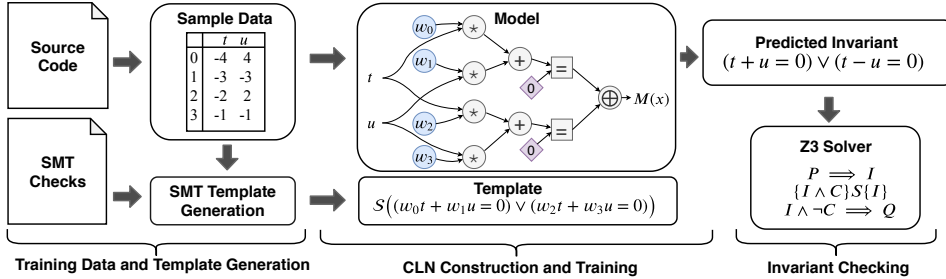 Source
Code
Sample Data
t u
0 -4 4
1 -3 -3
2 -2 2
3 -1 -1
SMT
Checks
SMT Template
Generation
Model
w₀
*
w₁
t
*
+
0
=
⊕
M(x)
u
w₂
*
+
0
=
w₃
*
Template
S((w₀t + w₁u = 0) ∨ (w₂t + w₃u = 0))
Predicted Invariant
(t + u = 0) ∨ (t − u = 0)
Z3 Solver
P ⟹ I
{I ∧ C}S{I}
I ∧ ¬C ⟹ Q
Training Data and Template Generation
CLN Construction and Training
Invariant Checking